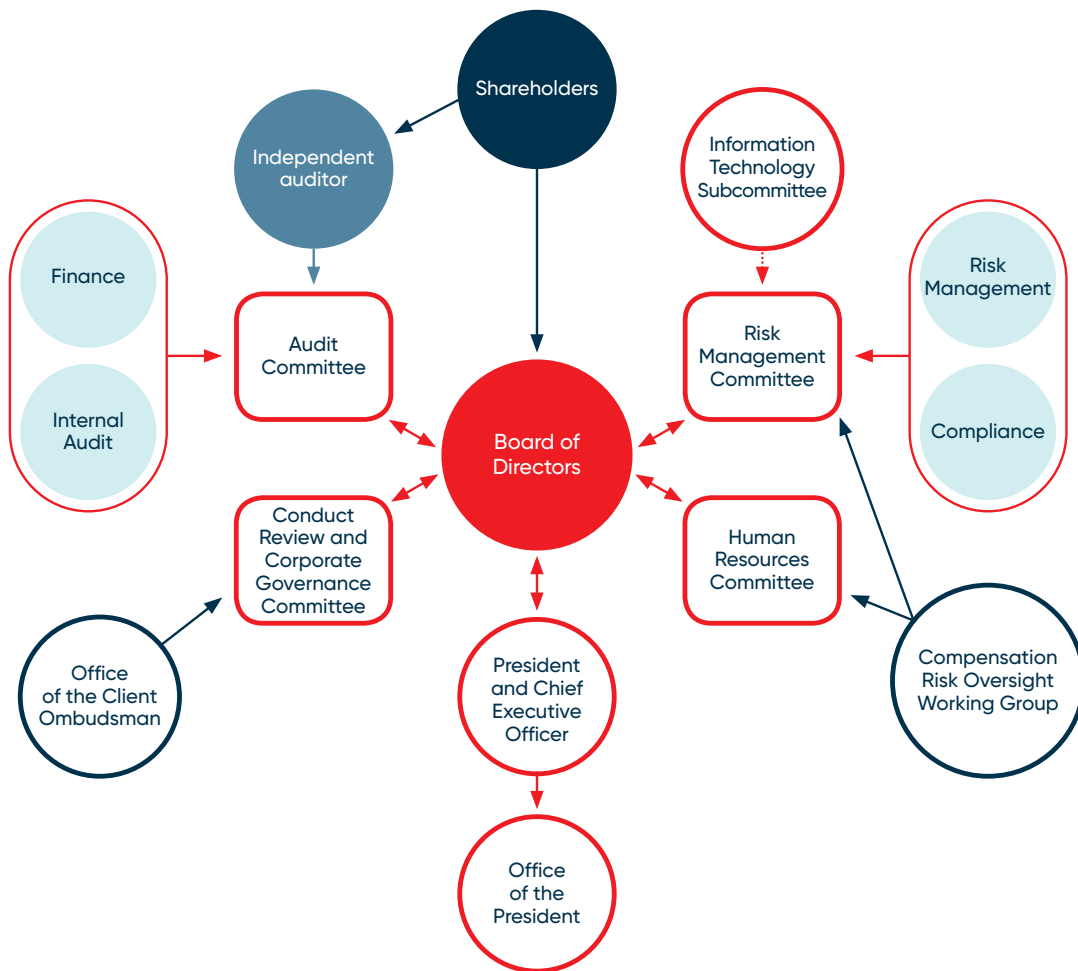 Shareholders
Independent
auditor
Information
Technology
Subcommittee
Finance
Internal
Audit
Audit
Committee
Risk
Management
Committee
Risk
Management
Compliance
Board of
Directors
Conduct
Review and
Corporate
Governance
Committee
Human
Resources
Committee
Office
of the Client
Ombudsman
President
and Chief
Executive
Officer
Compensation
Risk Oversight
Working Group
Office
of the
President